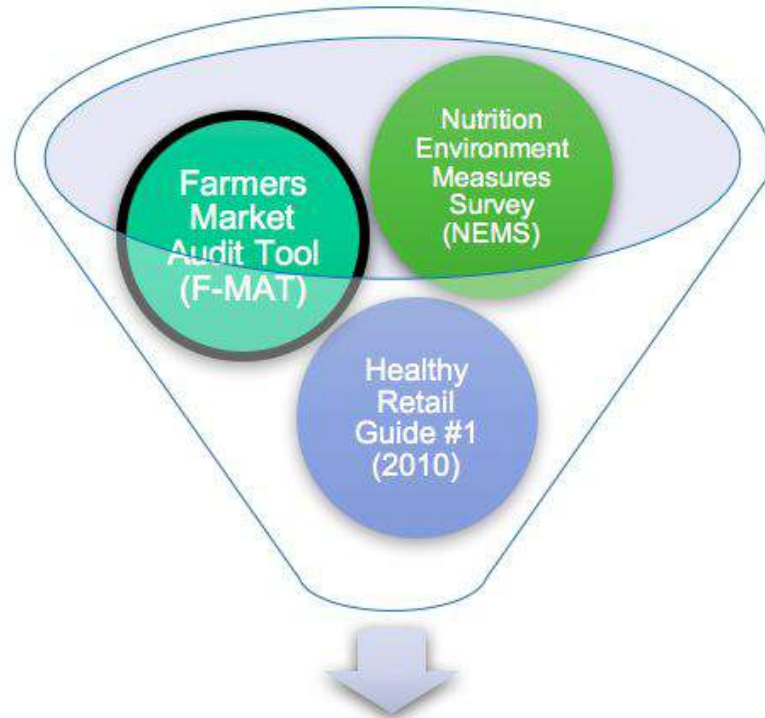 Nutrition
Environment
Measures
Survey
(NEMS)
Farmers
Market
Audit Tool
(F-MAT)
Healthy
Retail
Guide #1
(2010)